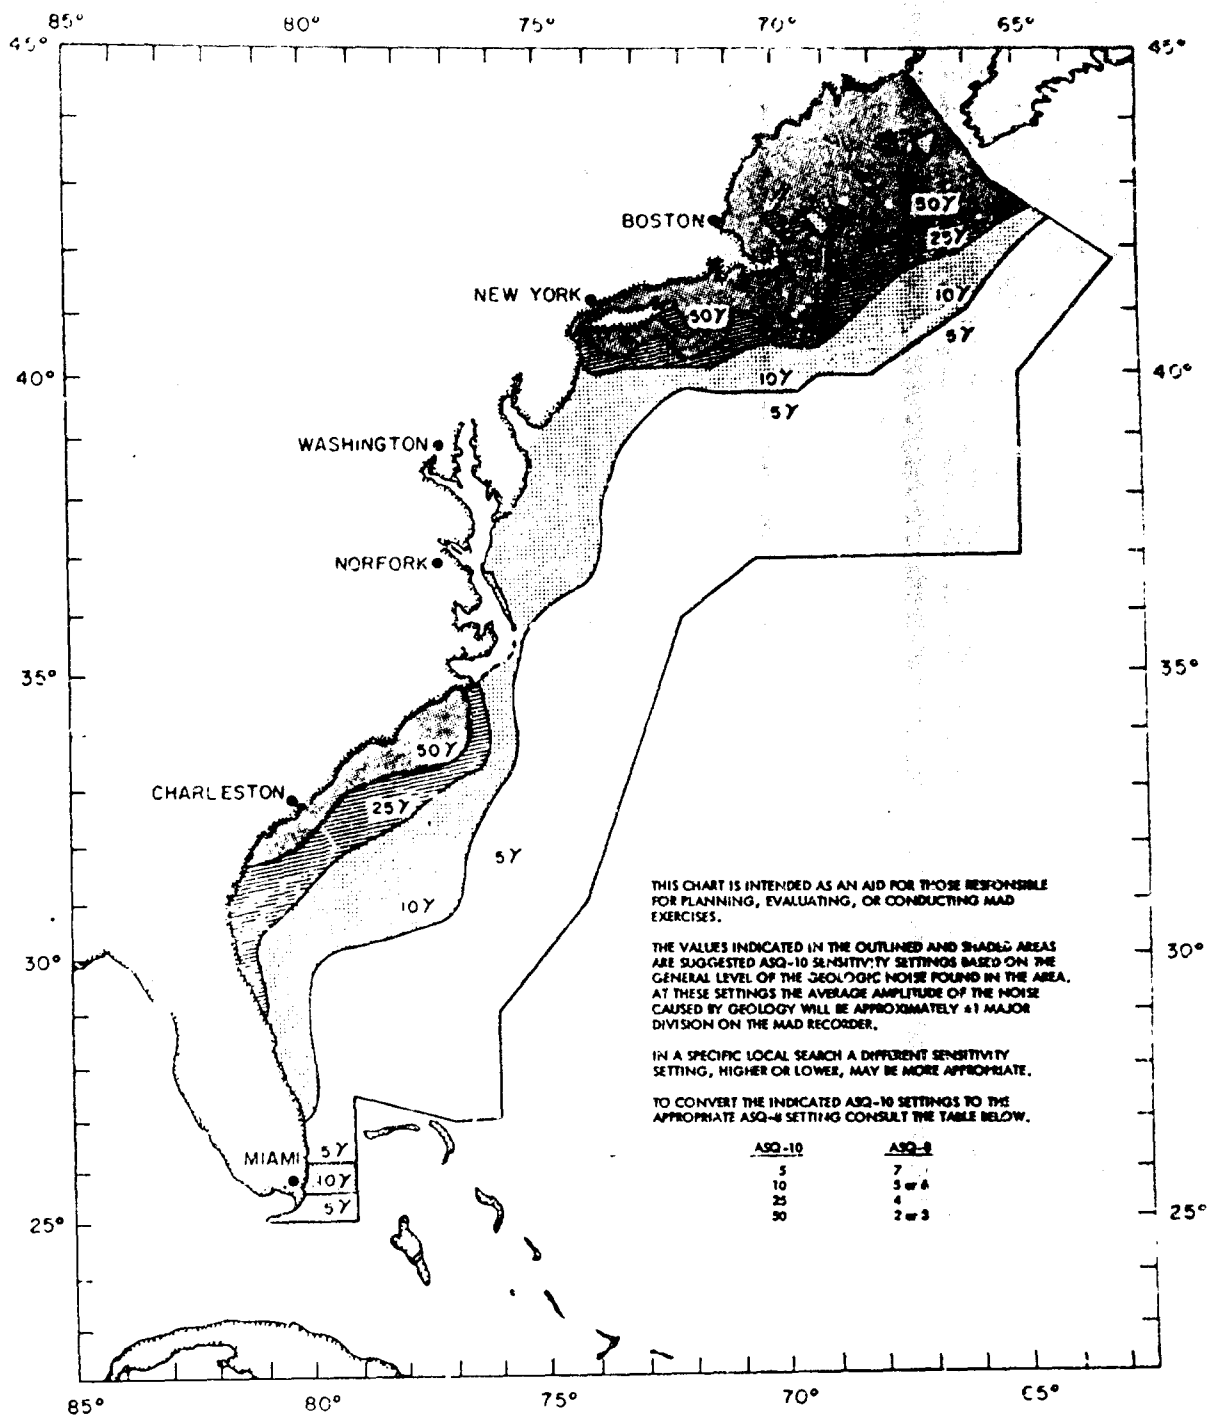 85° 80° 75° 70° 65°
45° 45°
BOSTON
50γ
25γ
NEW YORK
10γ
50γ
5γ
40° 10γ 40°
5γ
WASHINGTON
NORFORK
35° 35°
50γ
CHARLESTON
25γ
5γ
10γ
THIS CHART IS INTENDED AS AN AID FOR THOSE RESPONSIBLE
FOR PLANNING, EVALUATING, OR CONDUCTING MAD
EXERCISES.
THE VALUES INDICATED IN THE OUTLINED AND SHADED AREAS
ARE SUGGESTED ASQ-10 SENSITIVITY SETTINGS BASED ON THE
GENERAL LEVEL OF THE GEOLOGIC NOISE FOUND IN THE AREA.
AT THESE SETTINGS THE AVERAGE AMPLITUDE OF THE NOISE
CAUSED BY GEOLOGY WILL BE APPROXIMATELY ±1 MAJOR
DIVISION ON THE MAD RECORDER.
30° 30°
IN A SPECIFIC LOCAL SEARCH A DIFFERENT SENSITIVITY
SETTING, HIGHER OR LOWER, MAY BE MORE APPROPRIATE.
TO CONVERT THE INDICATED ASQ-10 SETTINGS TO THE
APPROPRIATE ASQ-8 SETTING CONSULT THE TABLE BELOW.
ASQ-10 ASQ-8
5 7
10 5 or 6
25 4
50 2 or 3
5γ
MIAMI
10γ
5γ
25° 25°
85° 80° 75° 70° 65°